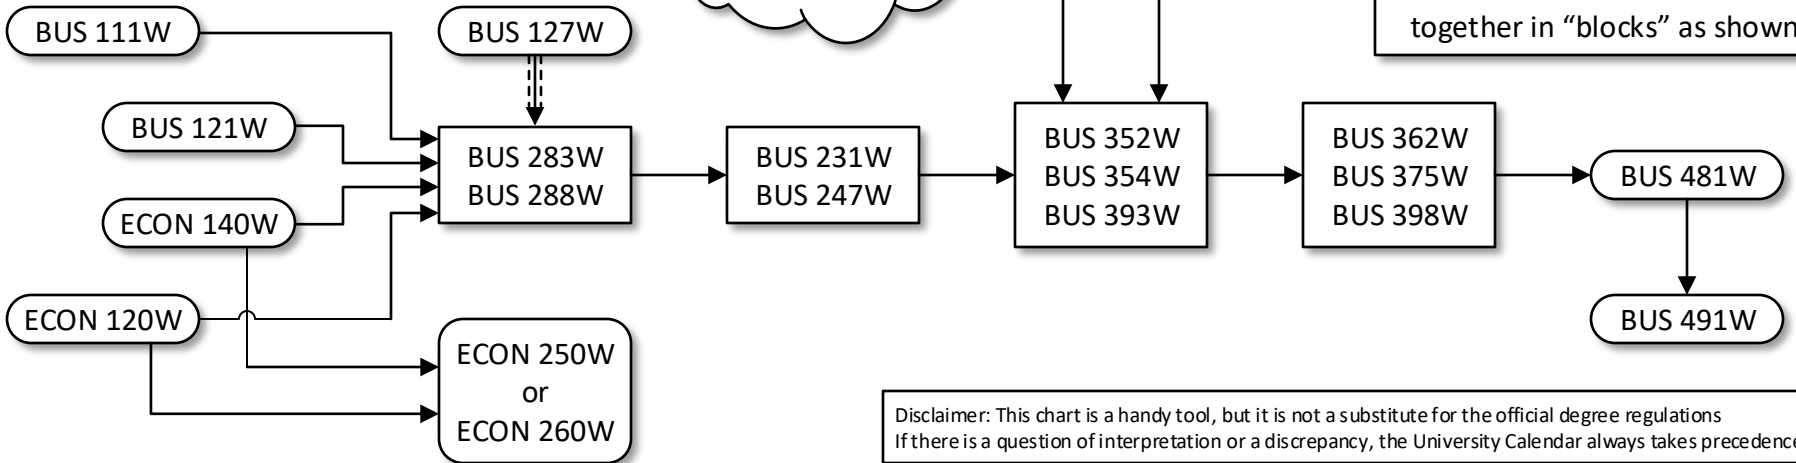 BUS 111W
BUS 127W
together in “blocks” as shown
BUS 121W
BUS 283W
BUS 288W
BUS 231W
BUS 247W
BUS 352W
BUS 354W
BUS 393W
BUS 362W
BUS 375W
BUS 398W
BUS 481W
ECON 140W
ECON 120W
ECON 250W
or
ECON 260W
BUS 491W
Disclaimer: This chart is a handy tool, but it is not a substitute for the official degree regulations
If there is a question of interpretation or a discrepancy, the University Calendar always takes precedence